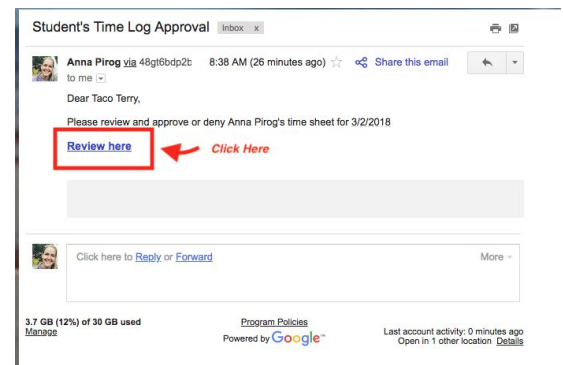 Student's Time Log Approval Inbox x
Anna Pirog via 48gt6bdp2b 8:38 AM (26 minutes ago) Share this email
to me
Dear Taco Terry,
Please review and approve or deny Anna Pirog's time sheet for 3/2/2018
Review here Click Here
Click here to Reply or Forward More
3.7 GB (12%) of 30 GB used
Manage
Program Policies
Powered by Google™
Last account activity: 0 minutes ago
Open in 1 other location Details